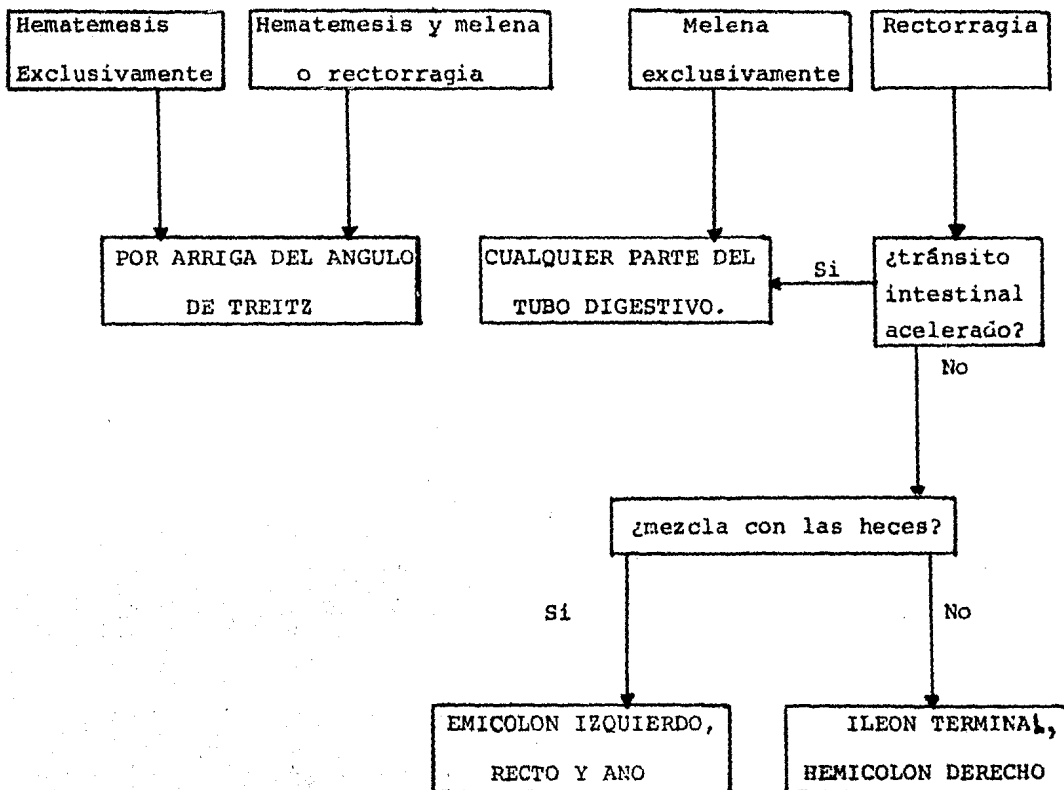 Hematemesis
Exclusivamente
Hematemesis y melena
o rectorragia
Melena
exclusivamente
Rectorragia
POR ARRIGA DEL ANGULO
DE TREITZ
CUALQUIER PARTE DEL
TUBO DIGESTIVO.
Si
¿tránsito
intestinal
acelerado?
No
¿mezcla con las heces?
Sí
No
EMICOLON IZQUIERDO,
RECTO Y ANO
ILEON TERMINAL,
HEMICOLON DERECHO